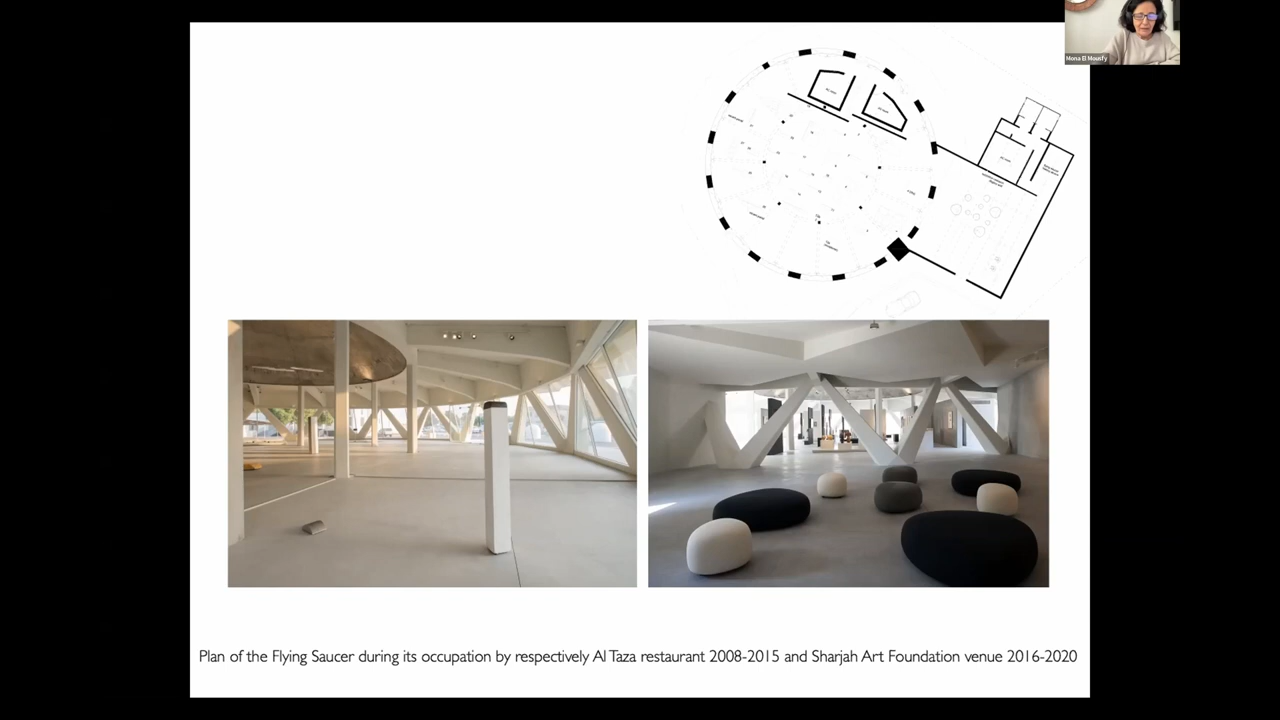 Mona El Mousfy
Plan of the Flying Saucer during its occupation by respectively Al Taza restaurant 2008-2015 and Sharjah Art Foundation venue 2016-2020